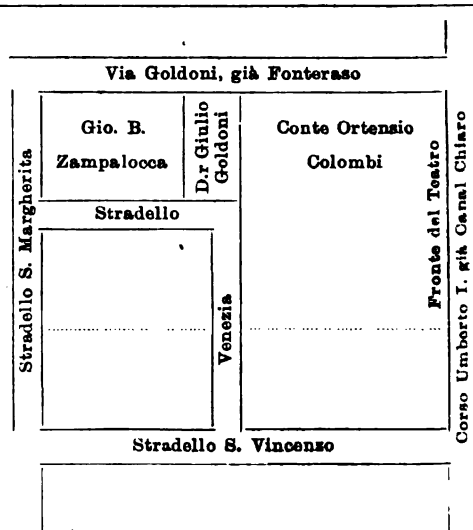 Via Goldoni, già Fonteraso
Gio. B.
Zampalocca
D.r Giulio
Goldoni
Conte Ortensio
Colombi
Stradello S. Margherita
Stradello
Venezia
Fronte del Teatro
Corso Umberto I. già Canal Chiaro
Stradello S. Vincenzo